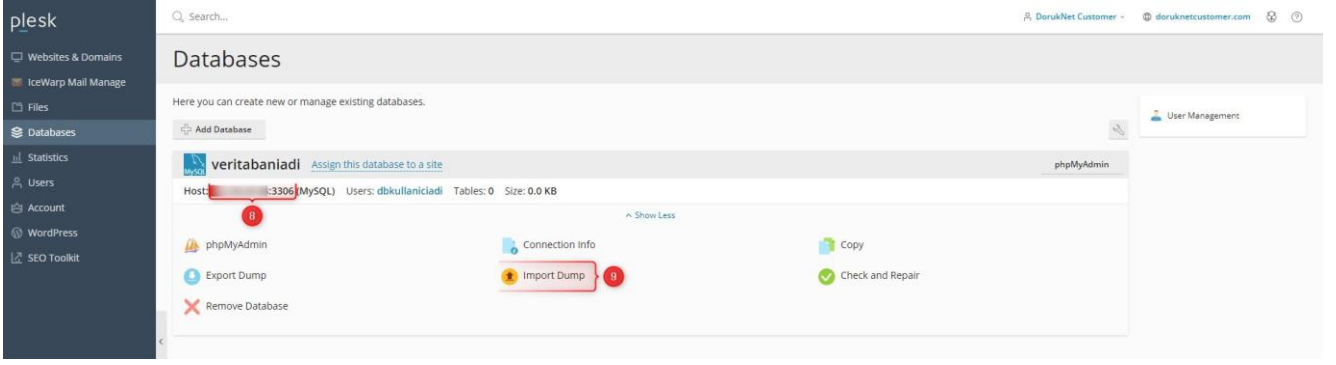 plesk
Search...
DorukNet Customer
doruknetcustomer.com
Websites & Domains
IceWarp Mail Manage
Files
Databases
Statistics
Users
Account
WordPress
SEO Toolkit
Databases
Here you can create new or manage existing databases.
Add Database
User Management
MySQL
veritabaniadi Assign this database to a site
phpMyAdmin
Host: :3306 (MySQL) Users: dbkullaniciadi Tables: 0 Size: 0.0 KB
8
Show Less
phpMyAdmin
Connection Info
Copy
Export Dump
Import Dump
9
Check and Repair
Remove Database